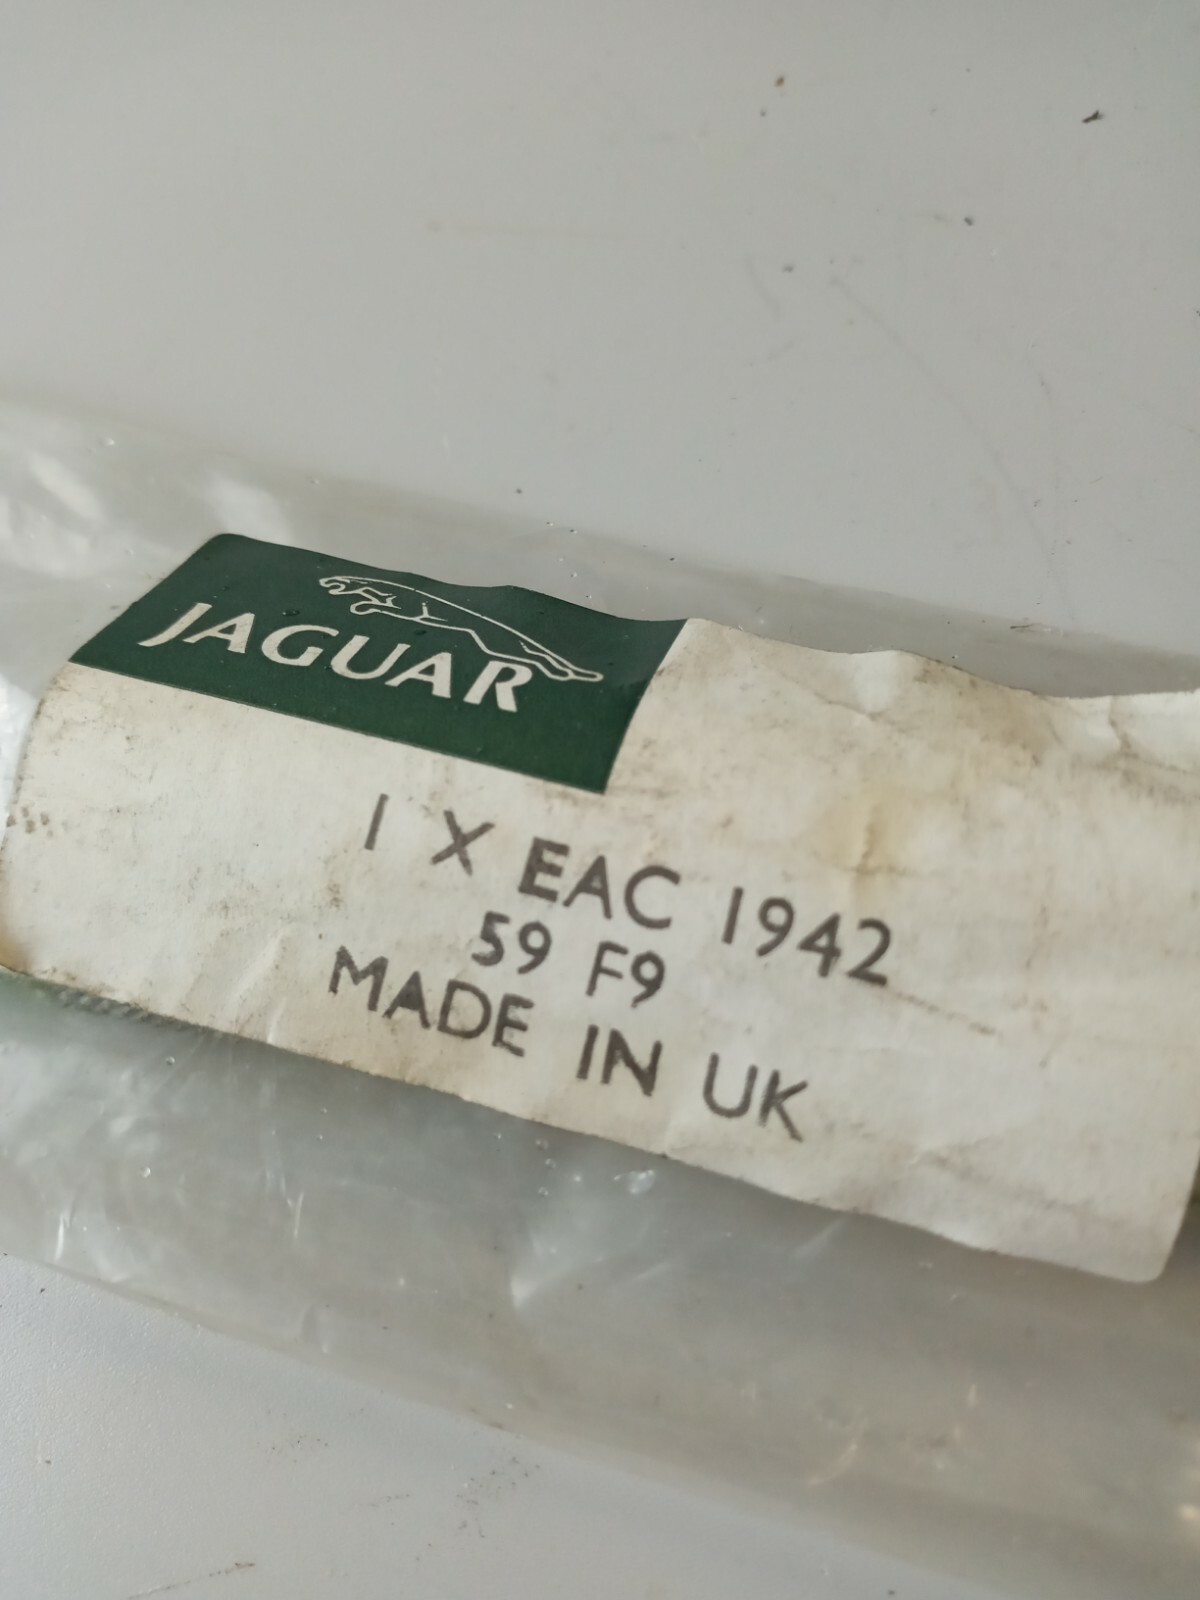 JAGUAR
1 X EAC 1942
59 F9
MADE IN UK